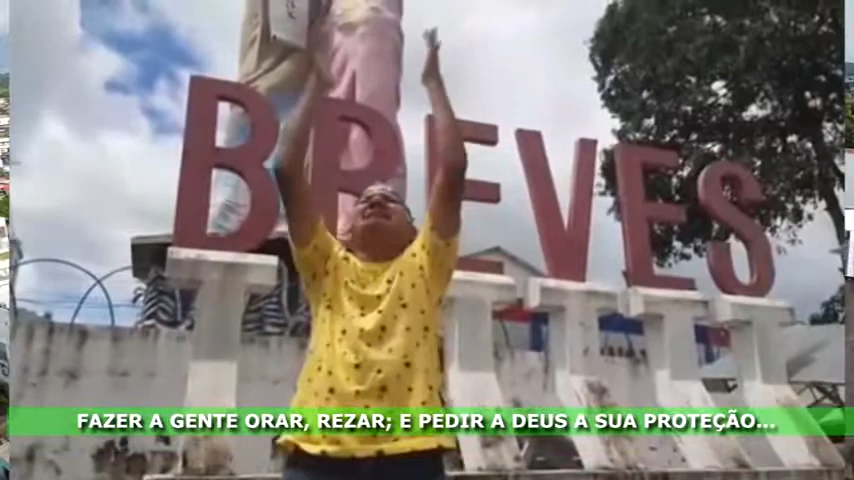 BREVES
FAZER A GENTE ORAR, REZAR; E PEDIR A DEUS A SUA PROTEÇÃO...